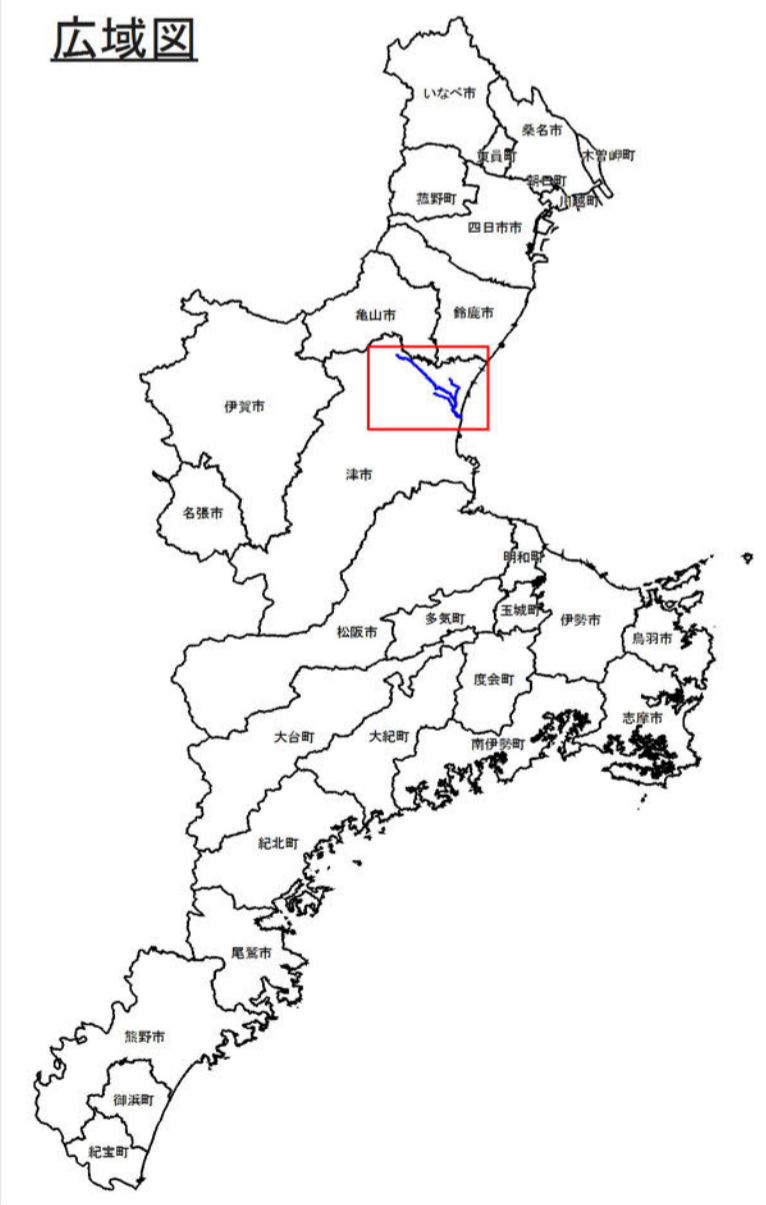 広域図
いなべ市
桑名市
東員町
木曽岬町
朝日町
川越町
菰野町
四日市市
亀山市
鈴鹿市
伊賀市
津市
名張市
明和町
玉城町
多気町
伊勢市
松阪市
鳥羽市
度会町
志摩市
大台町
大紀町
南伊勢町
紀北町
尾鷲市
熊野市
御浜町
紀宝町